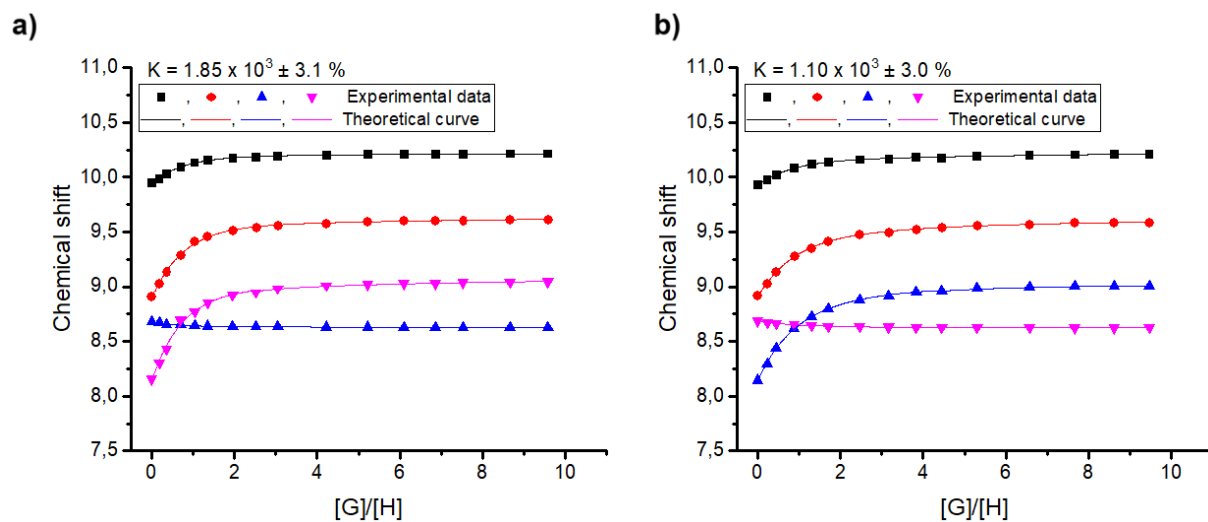 a)
K = 1.85 x 10³ ± 3.1 %
, , , Experimental data
, , , Theoretical curve
11,0
10,5
10,0
9,5
9,0
8,5
8,0
7,5
Chemical shift
0 2 4 6 8 10
[G]/[H]
b)
K = 1.10 x 10³ ± 3.0 %
, , , Experimental data
, , , Theoretical curve
11,0
10,5
10,0
9,5
9,0
8,5
8,0
7,5
Chemical shift
0 2 4 6 8 10
[G]/[H]